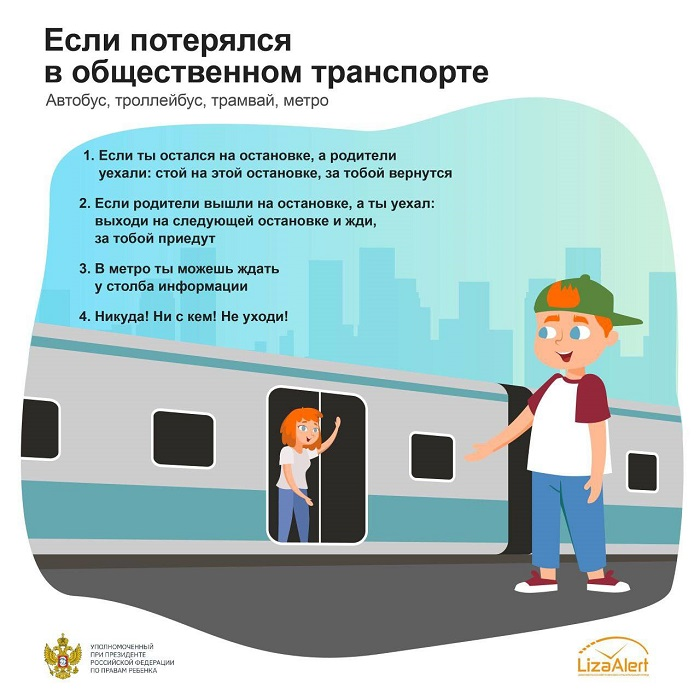 Если потерялся
в общественном транспорте
Автобус, троллейбус, трамвай, метро
1. Если ты остался на остановке, а родители
уехали: стой на этой остановке, за тобой вернутся
2. Если родители вышли на остановке, а ты уехал:
выходи на следующей остановке и жди,
за тобой приедут
3. В метро ты можешь ждать
у столба информации
4. Никуда! Ни с кем! Не уходи!
УПОЛНОМОЧЕННЫЙ
ПРИ ПРЕЗИДЕНТЕ
РОССИЙСКОЙ ФЕДЕРАЦИИ
ПО ПРАВАМ РЕБЕНКА
LizaAlert